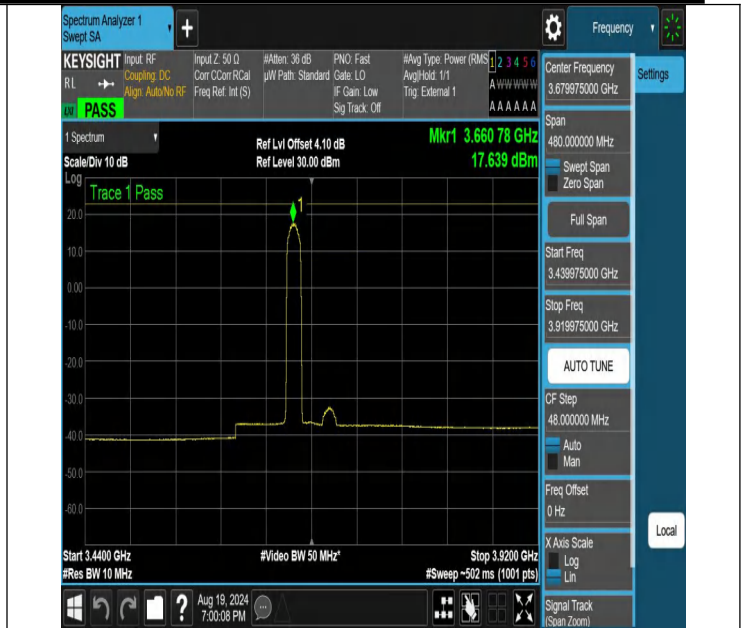 Spectrum Analyzer 1
Swept SA
+
Frequency
KEYSIGHT
Input: RF
Coupling: DC
Align: Auto/No RF
RL
PASS
Input Z: 50 Ω
Corr CCorr RCal
Freq Ref: Int (S)
#Atten: 36 dB
µW Path: Standard
PNO: Fast
Gate: LO
IF Gain: Low
Sig Track: Off
#Avg Type: Power (RMS
Avg|Hold: 1/1
Trig: External 1
1 2 3 4 5 6
A W W W W W
A A A A A A
1 Spectrum
Scale/Div 10 dB
Ref Lvl Offset 4.10 dB
Ref Level 30.00 dBm
Mkr1 3.660 78 GHz
17.639 dBm
Log
Trace 1 Pass
1
20.0
10.0
0.00
-10.0
-20.0
-30.0
-40.0
-50.0
-60.0
Start 3.4400 GHz
#Res BW 10 MHz
#Video BW 50 MHz*
Stop 3.9200 GHz
#Sweep ~502 ms (1001 pts)
?
Aug 19, 2024
7:00:08 PM
Center Frequency
3.679975000 GHz
Settings
Span
480.000000 MHz
Swept Span
Zero Span
Full Span
Start Freq
3.439975000 GHz
Stop Freq
3.919975000 GHz
AUTO TUNE
CF Step
48.000000 MHz
Auto
Man
Freq Offset
0 Hz
Local
X Axis Scale
Log
Lin
Signal Track
(Span Zoom)